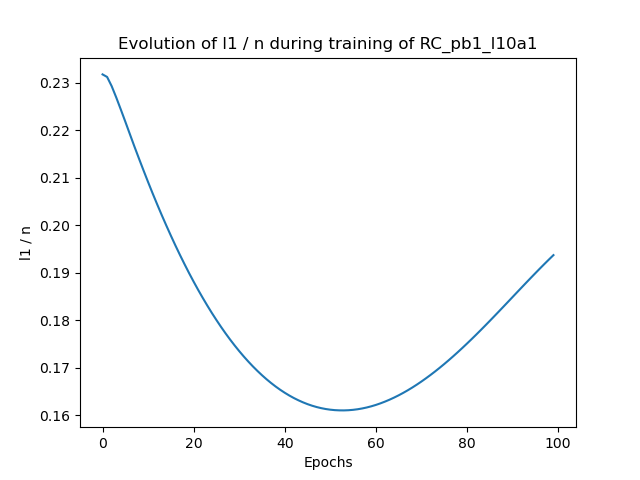 Evolution of l1 / n during training of RC_pb1_l10a1
l1 / n
0.23
0.22
0.21
0.20
0.19
0.18
0.17
0.16
0 20 40 60 80 100
Epochs